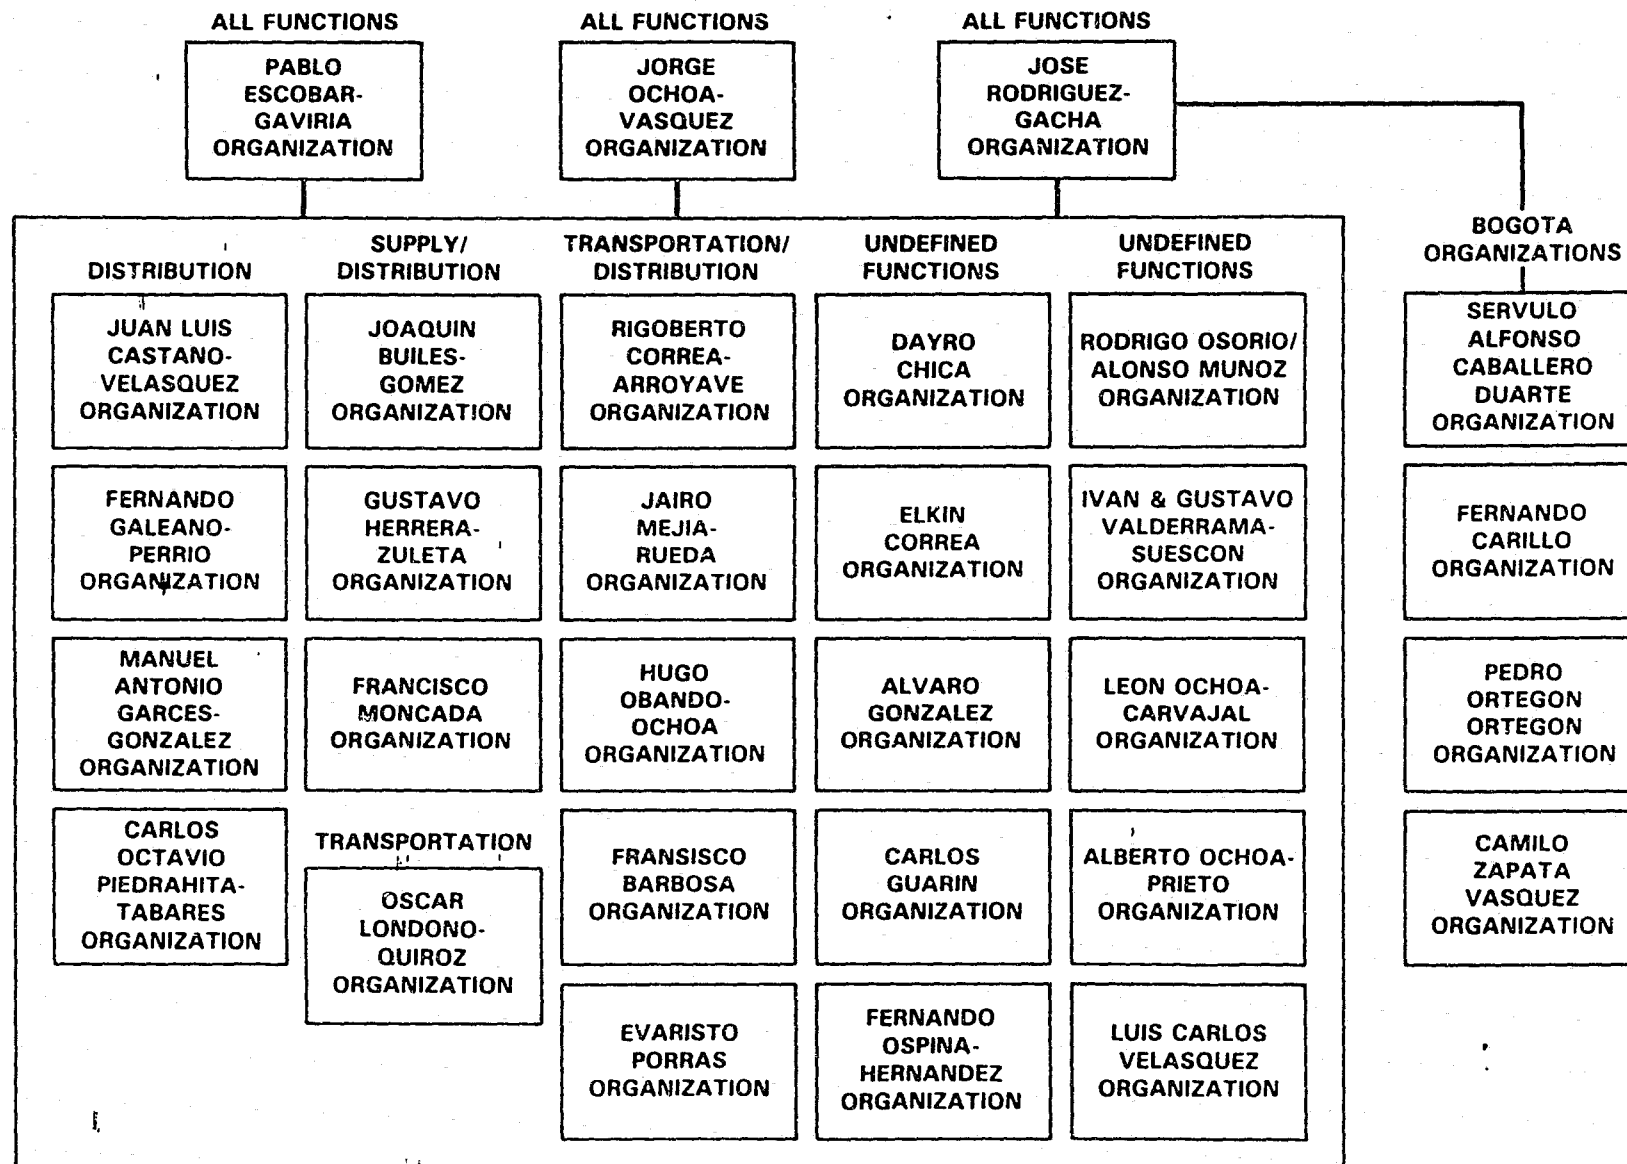 ALL FUNCTIONS
PABLO
ESCOBAR-
GAVIRIA
ORGANIZATION
ALL FUNCTIONS
JORGE
OCHOA-
VASQUEZ
ORGANIZATION
ALL FUNCTIONS
JOSE
RODRIGUEZ-
GACHA
ORGANIZATION
DISTRIBUTION
JUAN LUIS
CASTANO-
VELASQUEZ
ORGANIZATION
FERNANDO
GALEANO-
PERRIO
ORGANIZATION
MANUEL
ANTONIO
GARCES-
GONZALEZ
ORGANIZATION
CARLOS
OCTAVIO
PIEDRAHITA-
TABARES
ORGANIZATION
SUPPLY/
DISTRIBUTION
JOAQUIN
BUILES-
GOMEZ
ORGANIZATION
GUSTAVO
HERRERA-
ZULETA
ORGANIZATION
FRANCISCO
MONCADA
ORGANIZATION
TRANSPORTATION
OSCAR
LONDONO-
QUIROZ
ORGANIZATION
TRANSPORTATION/
DISTRIBUTION
RIGOBERTO
CORREA-
ARROYAVE
ORGANIZATION
JAIRO
MEJIA-
RUEDA
ORGANIZATION
HUGO
OBANDO-
OCHOA
ORGANIZATION
FRANSISCO
BARBOSA
ORGANIZATION
EVARISTO
PORRAS
ORGANIZATION
UNDEFINED
FUNCTIONS
DAYRO
CHICA
ORGANIZATION
ELKIN
CORREA
ORGANIZATION
ALVARO
GONZALEZ
ORGANIZATION
CARLOS
GUARIN
ORGANIZATION
FERNANDO
OSPINA-
HERNANDEZ
ORGANIZATION
UNDEFINED
FUNCTIONS
RODRIGO OSORIO/
ALONSO MUNOZ
ORGANIZATION
IVAN & GUSTAVO
VALDERRAMA-
SUESCON
ORGANIZATION
LEON OCHOA-
CARVAJAL
ORGANIZATION
ALBERTO OCHOA-
PRIETO
ORGANIZATION
LUIS CARLOS
VELASQUEZ
ORGANIZATION
BOGOTA
ORGANIZATIONS
SERVULO
ALFONSO
CABALLERO
DUARTE
ORGANIZATION
FERNANDO
CARILLO
ORGANIZATION
PEDRO
ORTEGON
ORTEGON
ORGANIZATION
CAMILO
ZAPATA
VASQUEZ
ORGANIZATION